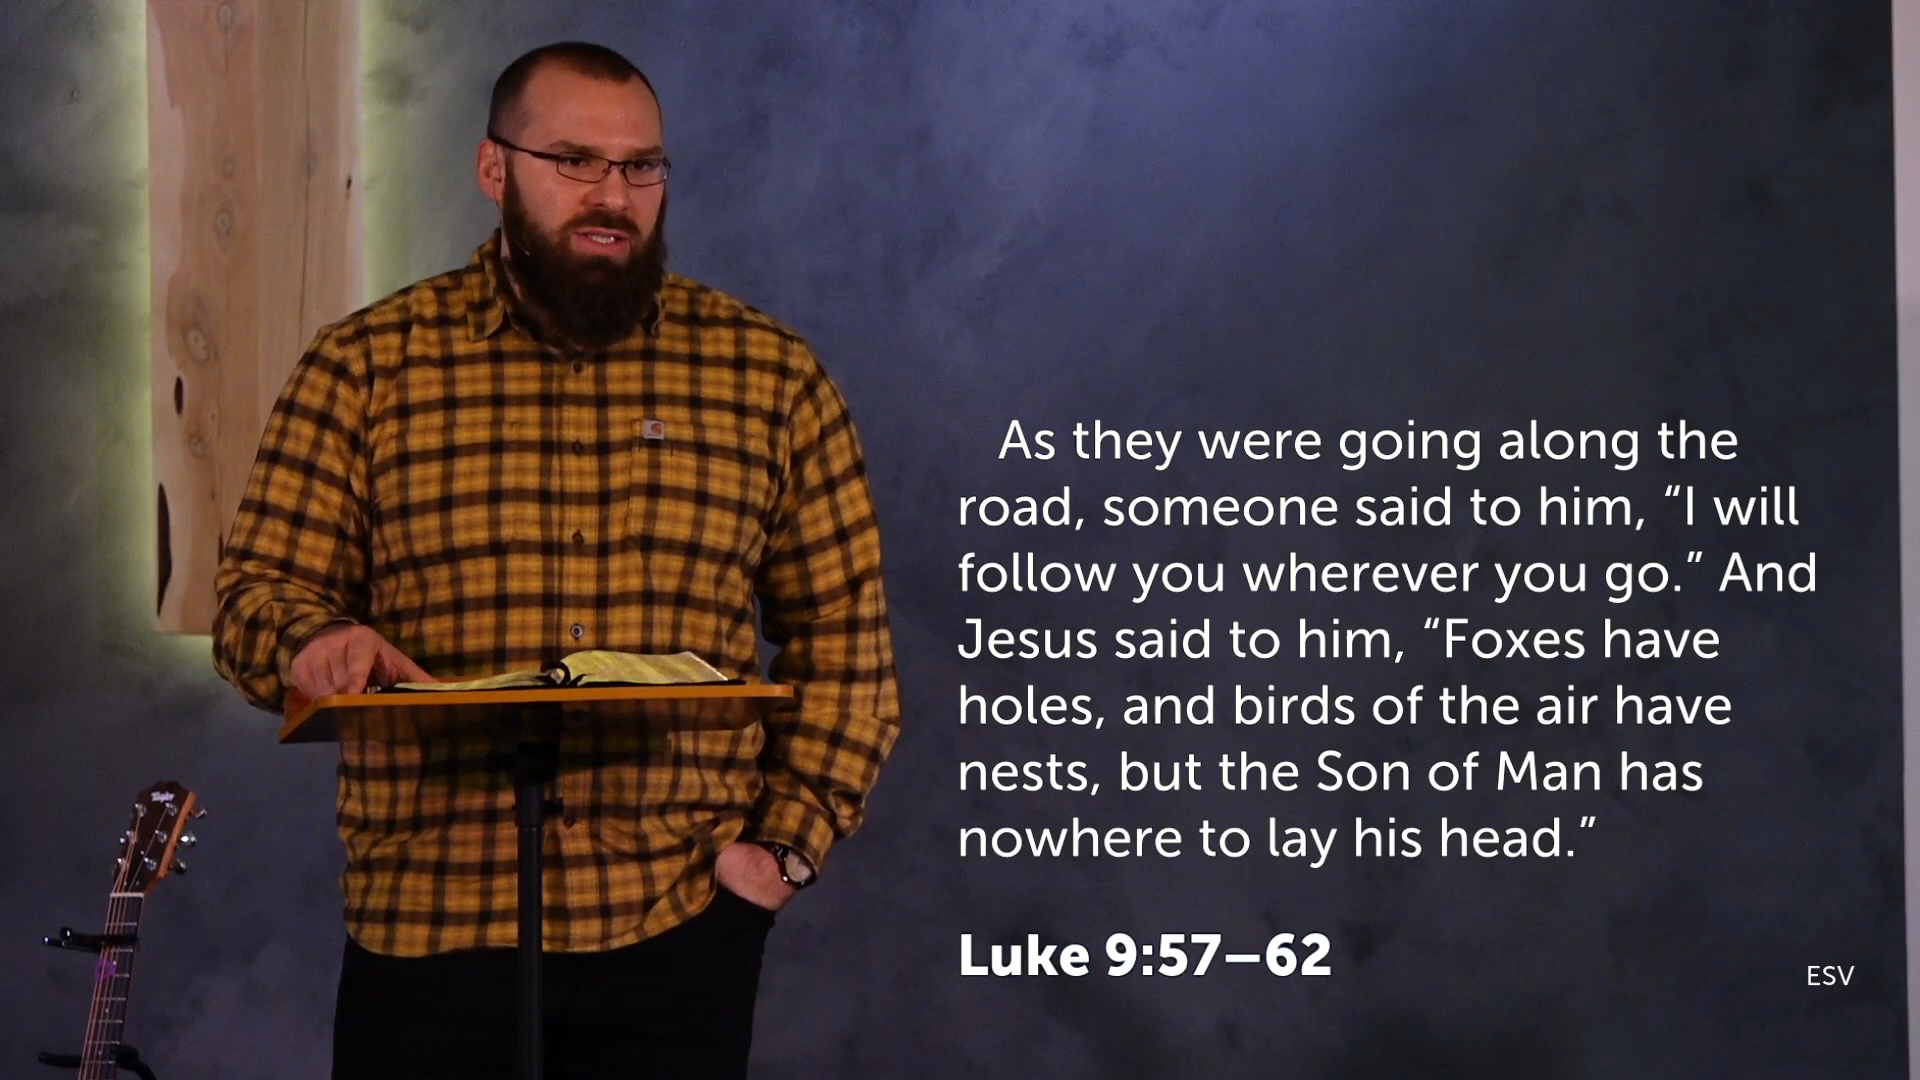 As they were going along the
road, someone said to him, “I will
follow you wherever you go.” And
Jesus said to him, “Foxes have
holes, and birds of the air have
nests, but the Son of Man has
nowhere to lay his head.”
Luke 9:57–62
ESV
Taylor